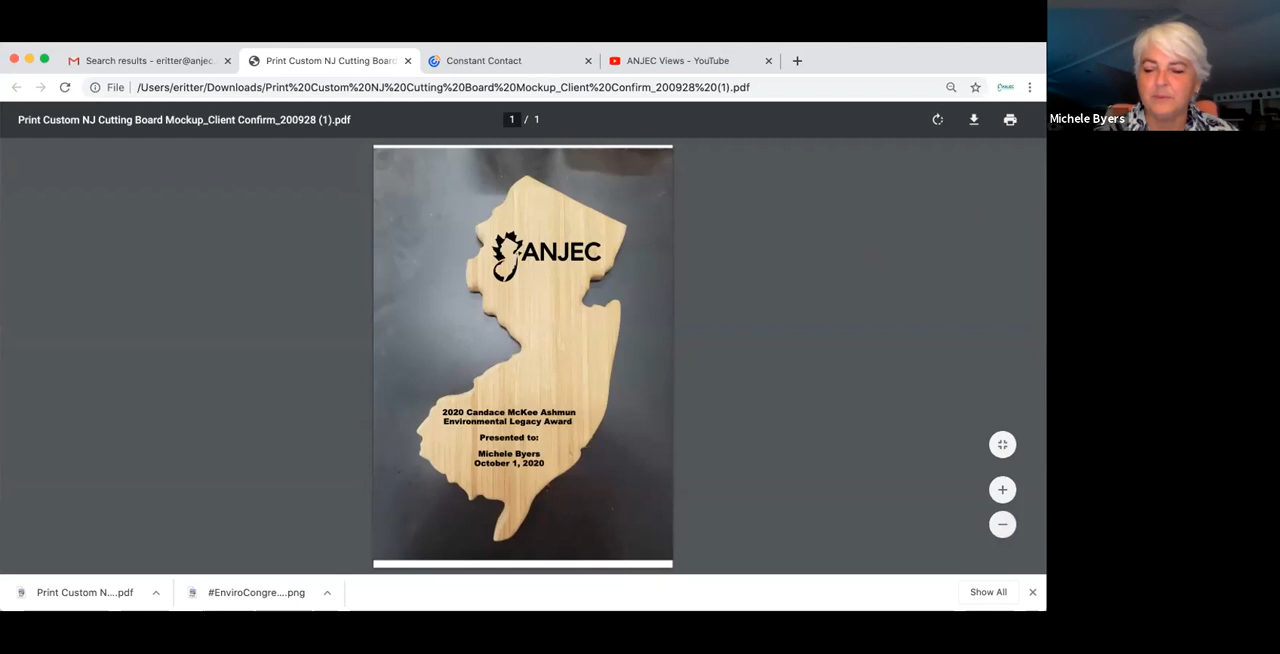 Search results - eritter@anjec.
Print Custom NJ Cutting Board
Constant Contact
ANJEC Views - YouTube
File
/Users/eritter/Downloads/Print%20Custom%20NJ%20Cutting%20Board%20Mockup_Client%20Confirm_200928%20(1).pdf
Print Custom NJ Cutting Board Mockup_Client Confirm_200928 (1).pdf
1 / 1
Michele Byers
ANJEC
2020 Candace McKee Ashmun
Environmental Legacy Award
Presented to:
Michele Byers
October 1, 2020
Print Custom N....pdf
#EnviroCongre....png
Show All